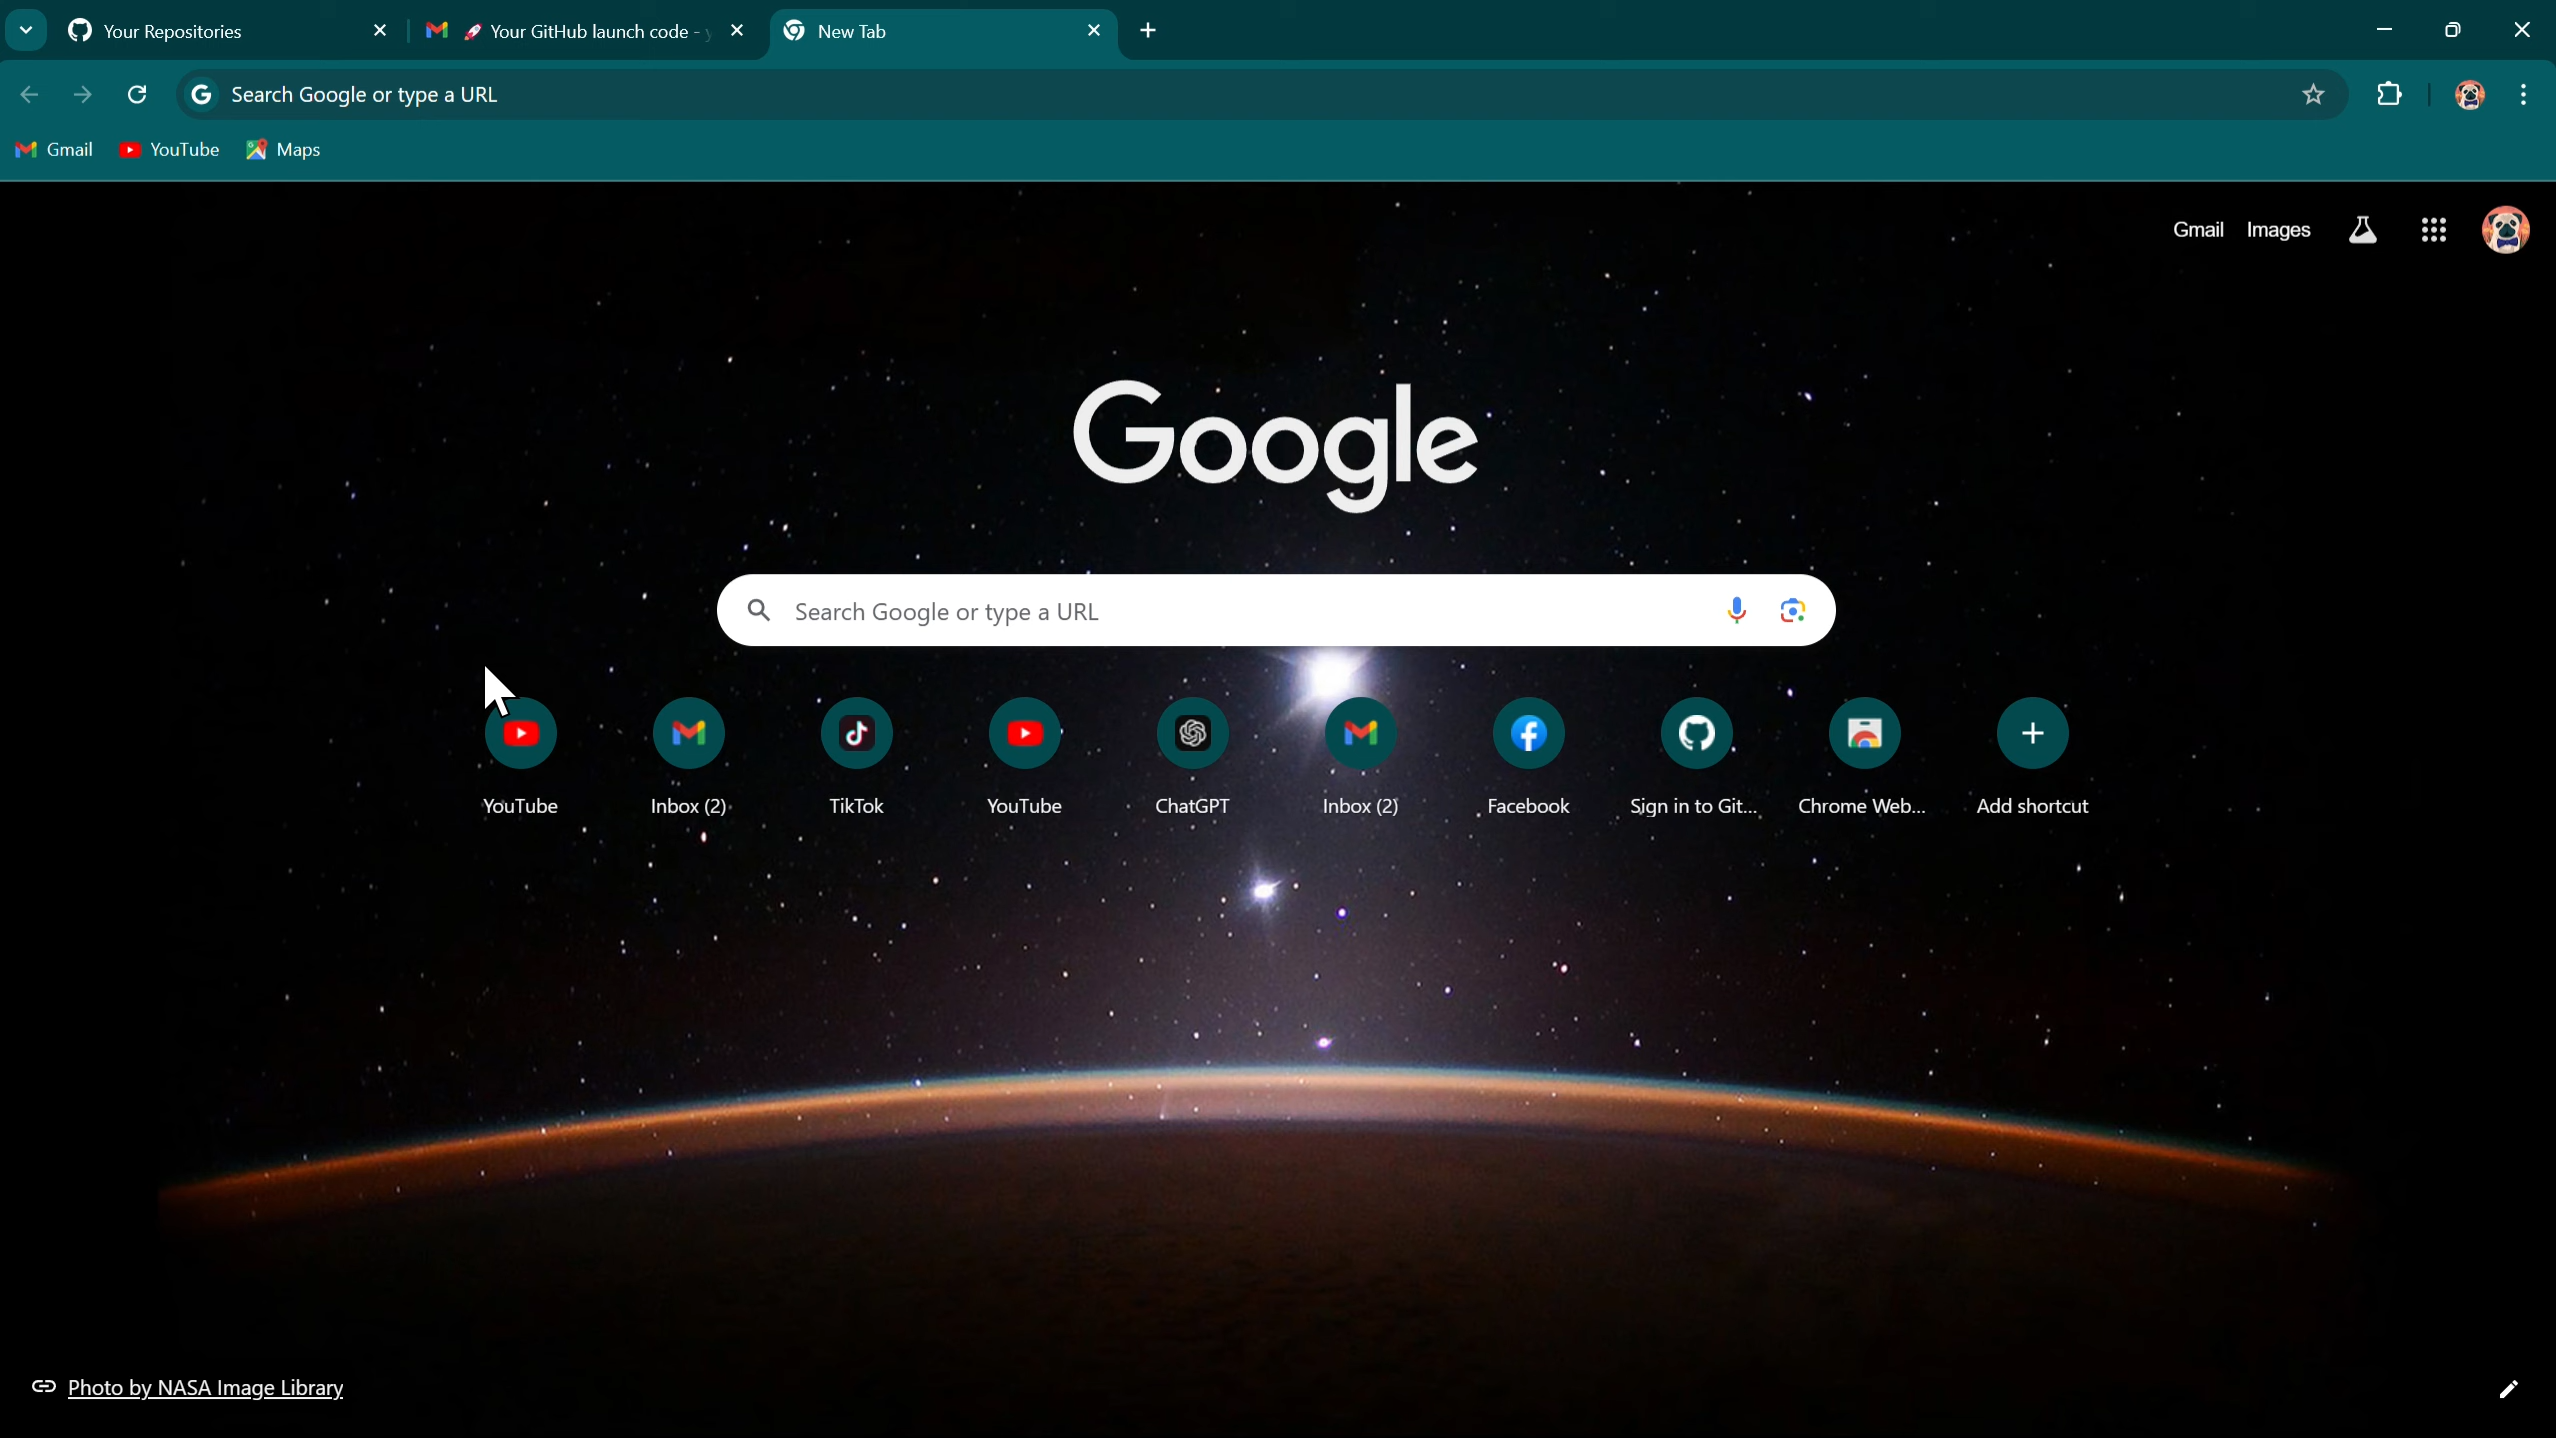 Your Repositories
🚀 Your GitHub launch code -
New Tab
Search Google or type a URL
Gmail
YouTube
Maps
Gmail
Images
Google
Search Google or type a URL
YouTube
Inbox (2)
TikTok
YouTube
ChatGPT
Inbox (2)
Facebook
Sign in to Git...
Chrome Web...
Add shortcut
Photo by NASA Image Library